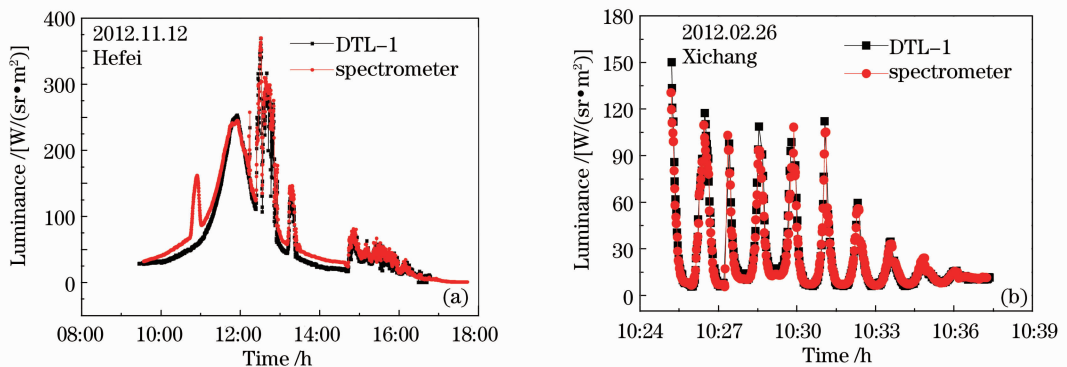 2012.11.12
Hefei
DTL-1
spectrometer
400
350
250
200
100
50
0
Luminance /[W/(sr•m²)]
08:00 10:00 12:00 14:00 16:00 18:00
Time /h
(a)
2012.02.26
Xichang
DTL-1
spectrometer
180
150
120
90
60
30
0
Luminance /[W/(sr•m²)]
10:24 10:27 10:30 10:33 10:36 10:39
Time /h
(b)